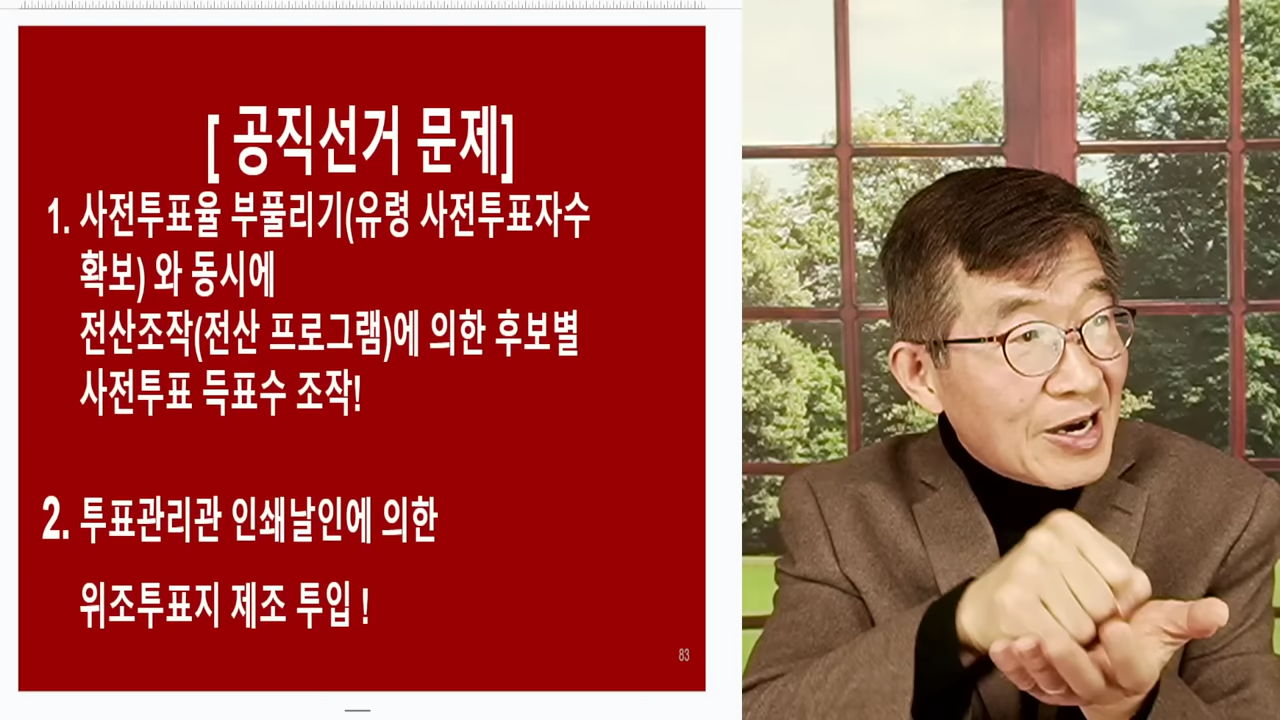 [ 공직선거 문제]
1. 사전투표율 부풀리기(유령 사전투표자수
확보) 와 동시에
전산조작(전산 프로그램)에 의한 후보별
사전투표 득표수 조작!
2. 투표관리관 인쇄날인에 의한
위조투표지 제조 투입 !
83